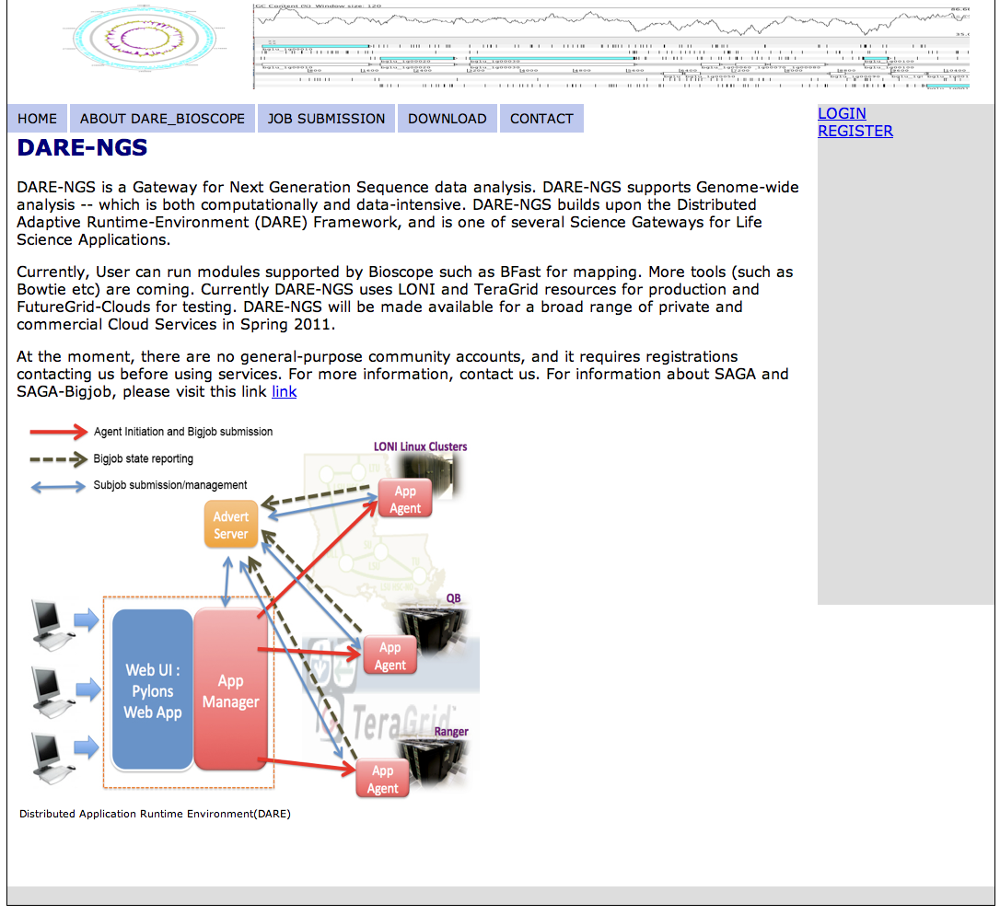 GC Content (%) Window size: 120
HOME
ABOUT DARE_BIOSCOPE
JOB SUBMISSION
DOWNLOAD
CONTACT
LOGIN
REGISTER
DARE-NGS
DARE-NGS is a Gateway for Next Generation Sequence data analysis. DARE-NGS supports Genome-wide
analysis -- which is both computationally and data-intensive. DARE-NGS builds upon the Distributed
Adaptive Runtime-Environment (DARE) Framework, and is one of several Science Gateways for Life
Science Applications.
Currently, User can run modules supported by Bioscope such as BFast for mapping. More tools (such as
Bowtie etc) are coming. Currently DARE-NGS uses LONI and TeraGrid resources for production and
FutureGrid-Clouds for testing. DARE-NGS will be made available for a broad range of private and
commercial Cloud Services in Spring 2011.
At the moment, there are no general-purpose community accounts, and it requires registrations
contacting us before using services. For more information, contact us. For information about SAGA and
SAGA-Bigjob, please visit this link link
Agent Initiation and Bigjob submission
Bigjob state reporting
Subjob submission/management
LONI Linux Clusters
App
Agent
Advert
Server
QB
App
Agent
Web UI :
Pylons
Web App
App
Manager
TeraGrid
Ranger
App
Agent
Distributed Application Runtime Environment(DARE)